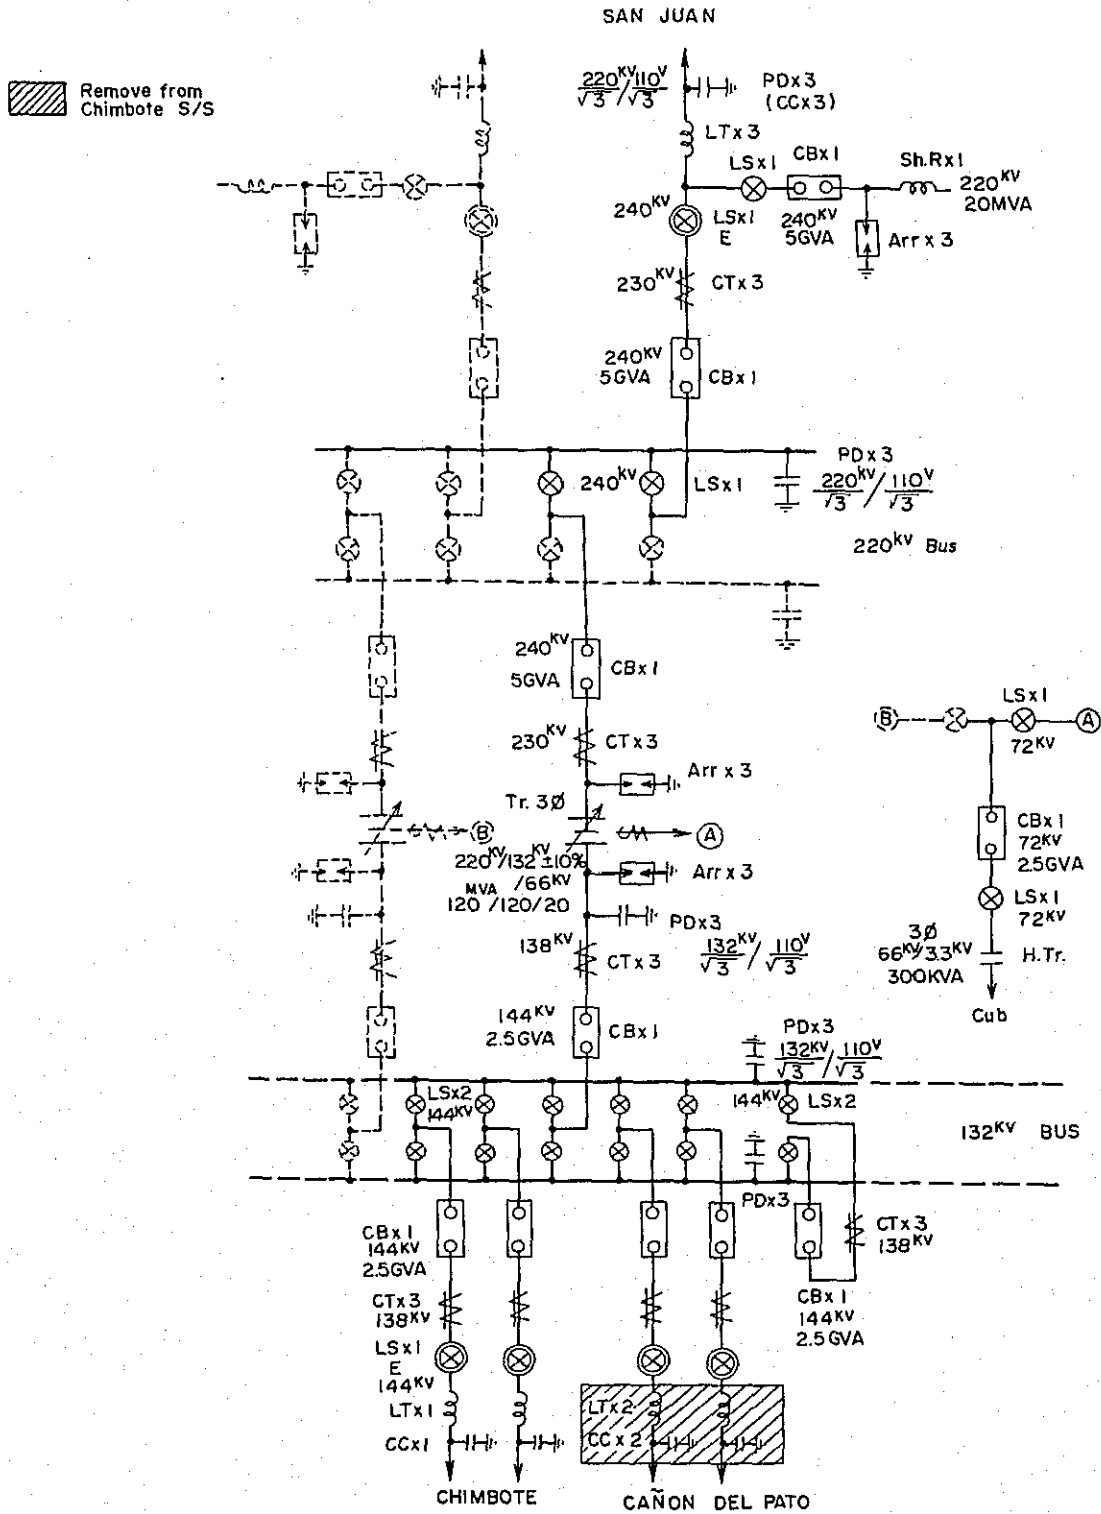 SAN JUAN
Remove from
Chimbote S/S
220KV/√3 / 110V/√3
PDx3
(CCx3)
LTx3
LSx1
CBx1
Sh.Rx1
220KV
20MVA
240KV
LSx1
E
240KV
5GVA
Arr x 3
230KV
CTx3
240KV
5GVA
CBx1
PDx3
220KV/√3 / 110V/√3
240KV
LSx1
220KV Bus
240KV
5GVA
CBx1
LSx1
B
A
72KV
230KV
CTx3
Arr x 3
Tr. 3Ø
B
A
220KV/132KV ±10%
/66KV
MVA
120/120/20
Arr x 3
CBx1
72KV
2.5GVA
LSx1
72KV
PDx3
132KV/√3 / 110V/√3
138KV
CTx3
3Ø
66KV/3.3KV
300KVA
H.Tr.
Cub
144KV
2.5GVA
CBx1
PDx3
132KV/√3 / 110V/√3
LSx2
144KV
144KV
LSx2
132KV BUS
PDx3
CBx1
144KV
2.5GVA
CTx3
138KV
CTx3
138KV
CBx1
144KV
2.5GVA
LSx1
E
144KV
LTx1
LTx2
CCx1
CCx2
CHIMBOTE
CAÑON DEL PATO